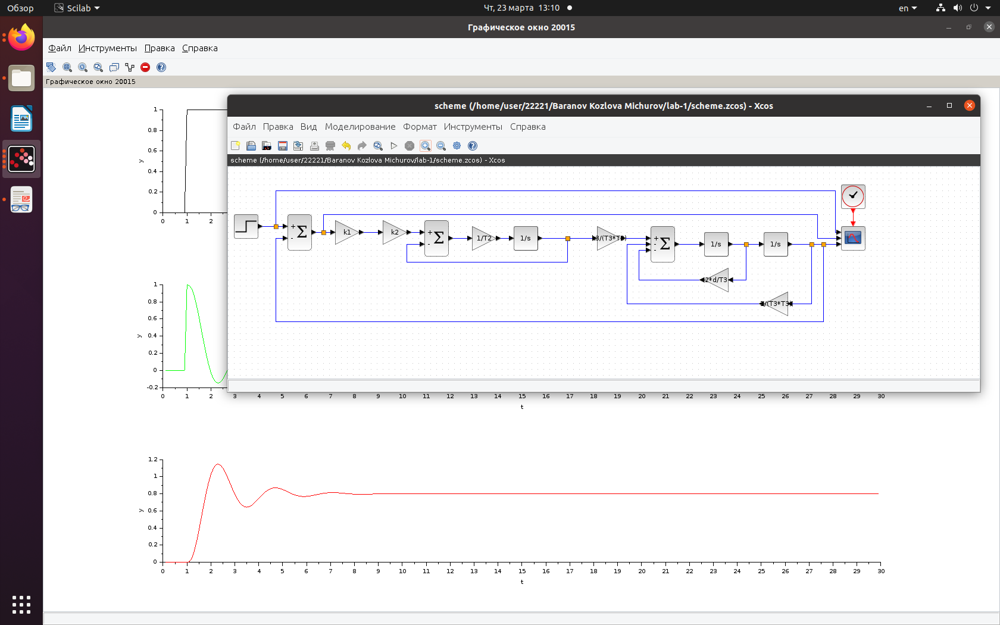 Обзор
Scilab
Чт, 23 марта 13:10
en
Графическое окно 20015
Файл Инструменты Правка Справка
Графическое окно 20015
scheme (/home/user/22221/Baranov Kozlova Michurov/lab-1/scheme.zcos) - Xcos
Файл Правка Вид Моделирование Формат Инструменты Справка
scheme (/home/user/22221/Baranov Kozlova Michurov/lab-1/scheme.zcos) - Xcos
+ - Σ
k1
k2
+ - Σ
1/T2
1/s
+ - - Σ
1/s
1/s
2*d/T3
/(T3*T3)
1
0.8
0.6
0.4
0.2
0
y
0 1 2
1
0.8
0.6
0.4
0.2
0
-0.2
y
0 1 2 3 4 5 6 7 8 9 10 11 12 13 14 15 16 17 18 19 20 21 22 23 24 25 26 27 28 29 30
t
1.2
1
0.8
0.6
0.4
0.2
0
y
0 1 2 3 4 5 6 7 8 9 10 11 12 13 14 15 16 17 18 19 20 21 22 23 24 25 26 27 28 29 30
t